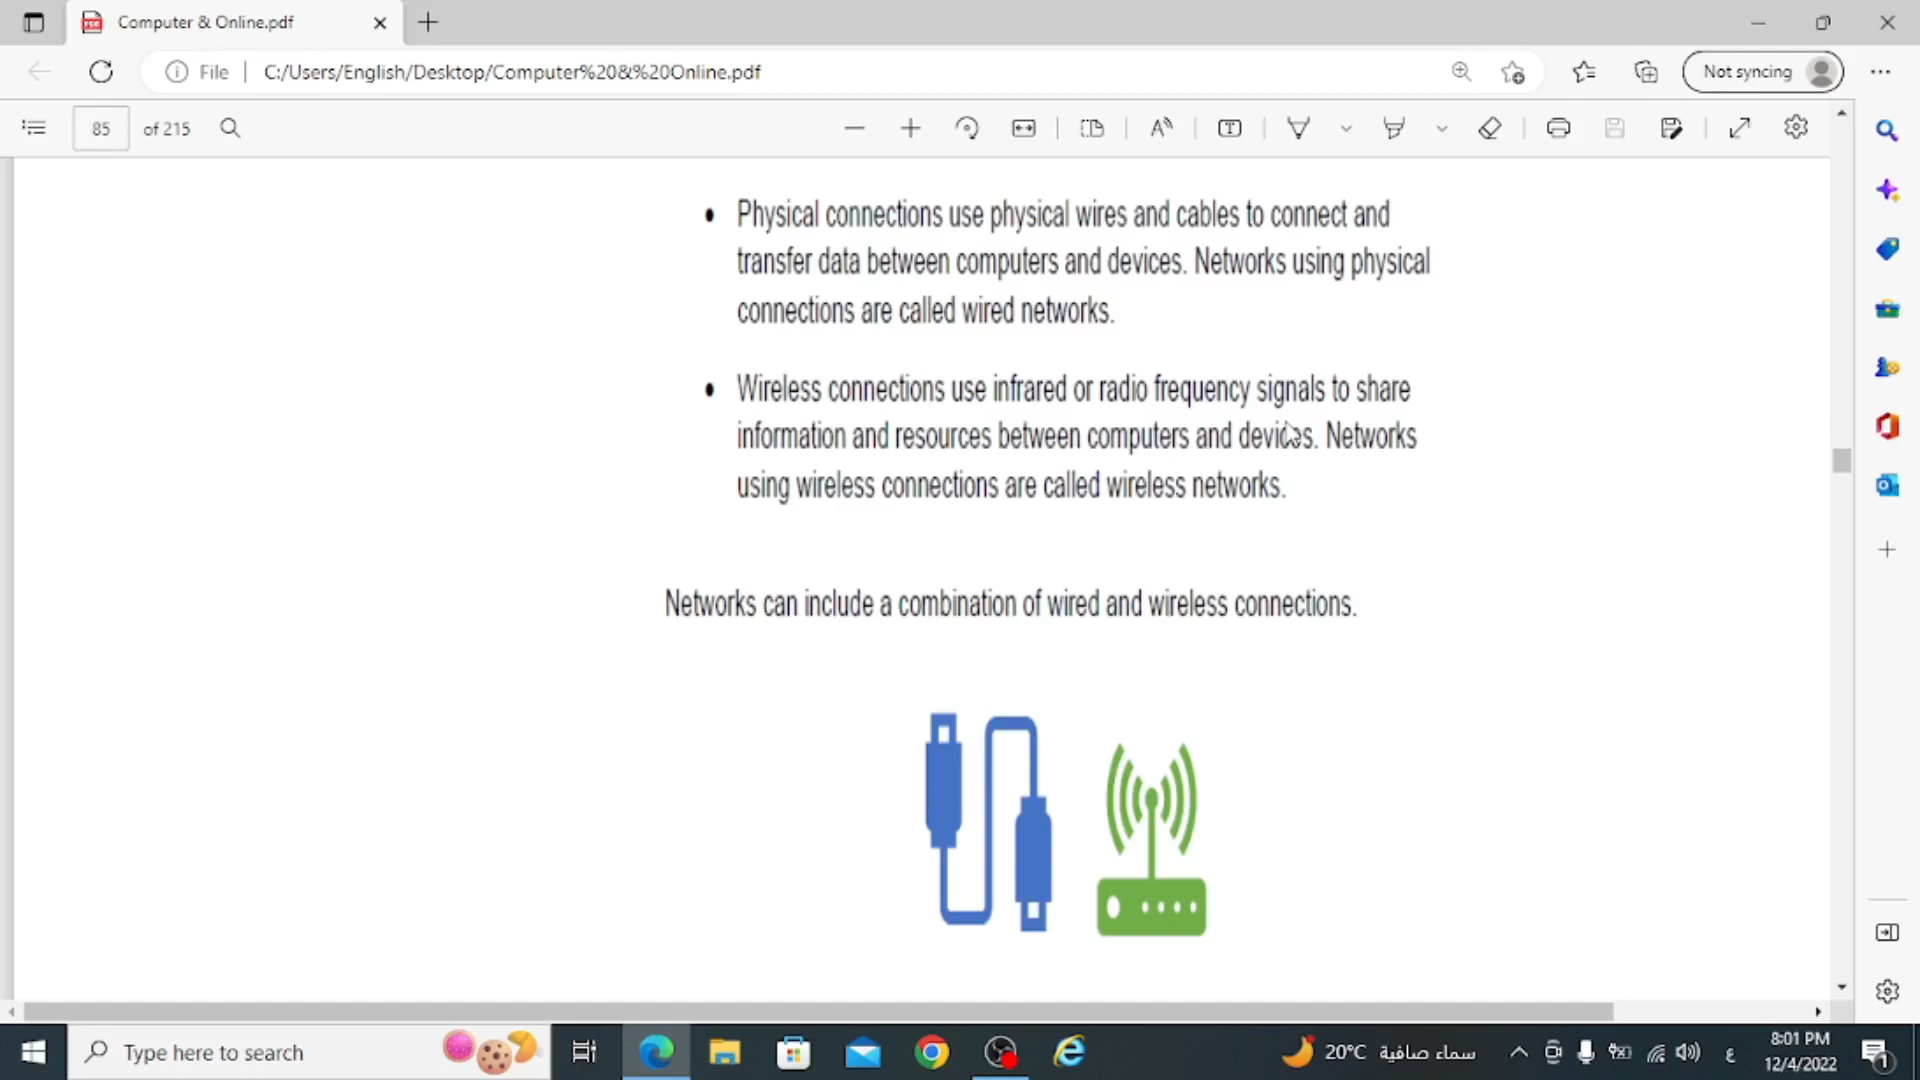 Computer & Online.pdf
File
C:/Users/English/Desktop/Computer%20&%20Online.pdf
Not syncing
85 of 215
• Physical connections use physical wires and cables to connect and
transfer data between computers and devices. Networks using physical
connections are called wired networks.
• Wireless connections use infrared or radio frequency signals to share
information and resources between computers and devices. Networks
using wireless connections are called wireless networks.
Networks can include a combination of wired and wireless connections.
Type here to search
20°C سماء صافية
ع
8:01 PM
12/4/2022
1